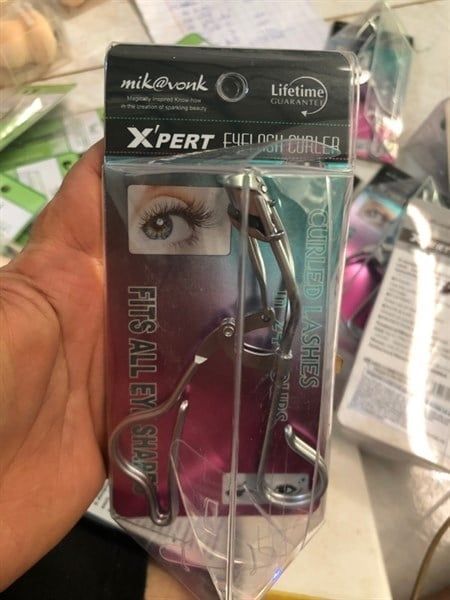 mik@vonk
Magically Inspired Know-how
in the creation of sparkling beauty
Lifetime
GUARANTEE
X'PERT EYELASH CURLER
CURLED LASHES
FITS ALL EYE SHAPES